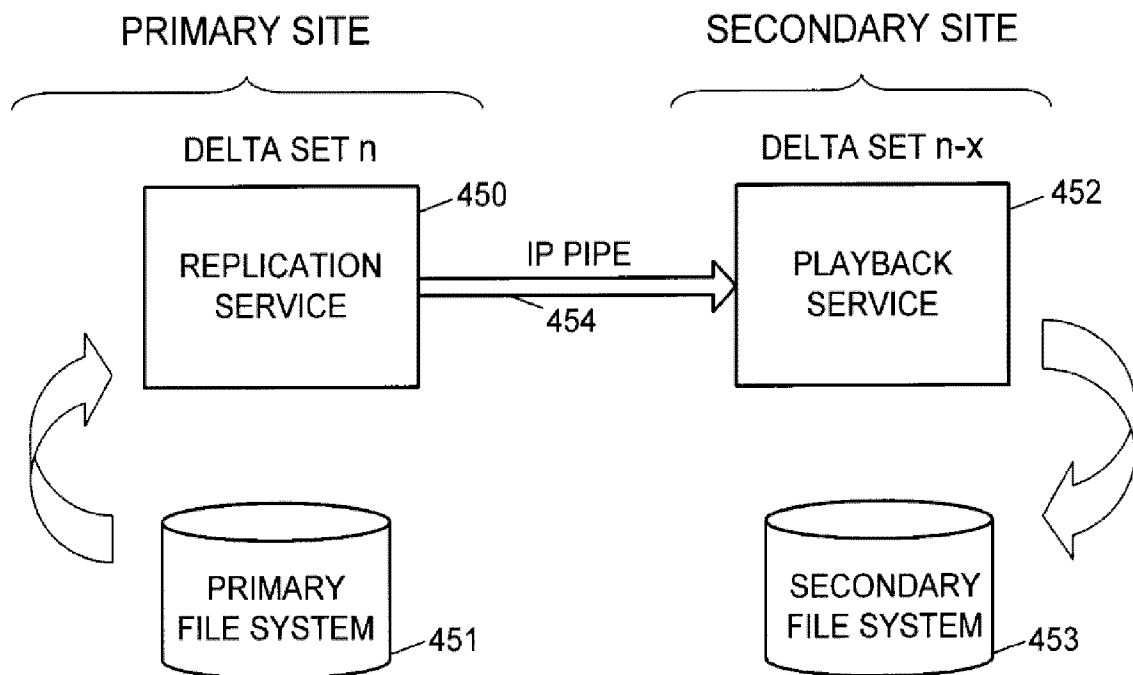 PRIMARY SITE
SECONDARY SITE
DELTA SET n
DELTA SET n-x
450
452
REPLICATION
SERVICE
IP PIPE
454
PLAYBACK
SERVICE
PRIMARY
FILE SYSTEM
451
SECONDARY
FILE SYSTEM
453